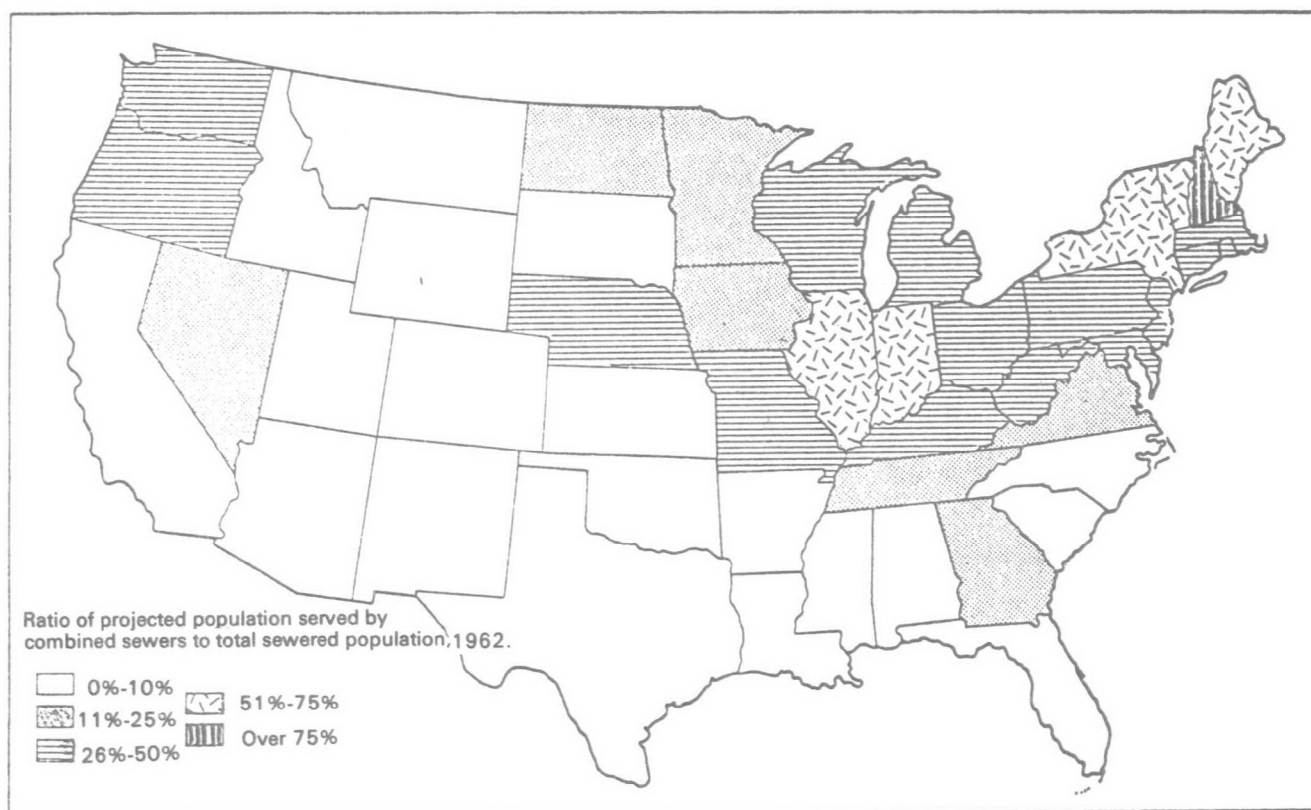 Ratio of projected population served by
combined sewers to total sewered population, 1962.
0%-10%
11%-25%
26%-50%
51%-75%
Over 75%